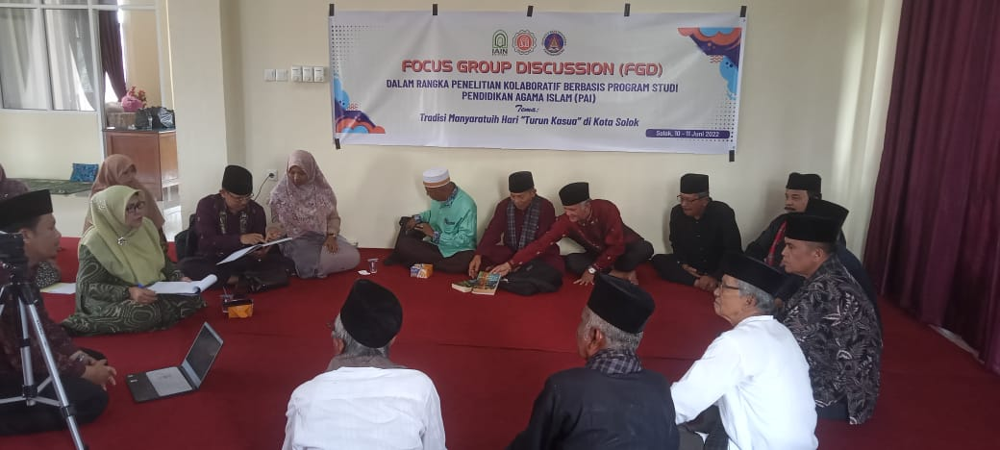 IAIN
FOCUS GROUP DISCUSSION (FGD)
DALAM RANGKA PENELITIAN KOLABORATIF BERBASIS PROGRAM STUDI
PENDIDIKAN AGAMA ISLAM (PAI)
Tema:
Tradisi Manyaratuih Hari "Turun Kasua" di Kota Solok
Solok, 10 - 11 Juni 2022